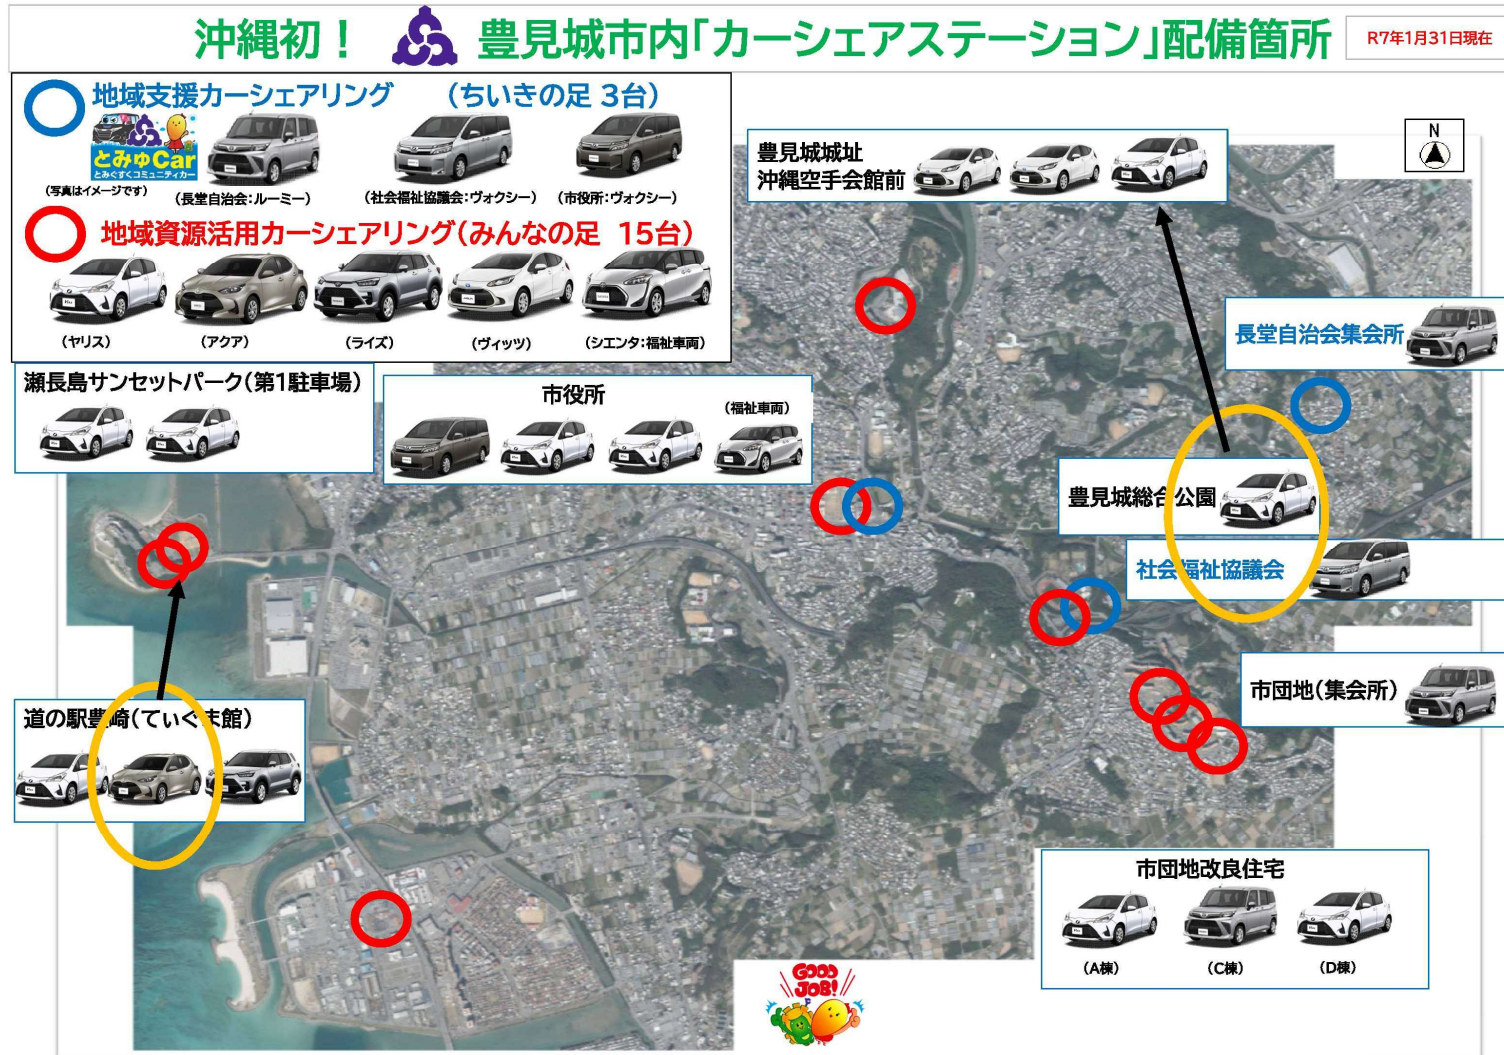 沖縄初！ 豊見城市内「カーシェアステーション」配備箇所
R7年1月31日現在
地域支援カーシェアリング （ちいきの足 3台）
とみゅCar
とみぐすくコミュニティカー
（写真はイメージです）
（長堂自治会：ルーミー）
（社会福祉協議会：ヴォクシー）
（市役所：ヴォクシー）
地域資源活用カーシェアリング（みんなの足 15台）
（ヤリス）
（アクア）
（ライズ）
（ヴィッツ）
（シエンタ：福祉車両）
豊見城城址
沖縄空手会館前
N
長堂自治会集会所
瀬長島サンセットパーク（第1駐車場）
市役所
（福祉車両）
豊見城総合公園
社会福祉協議会
市団地（集会所）
道の駅豊崎（てぃぐま館）
市団地改良住宅
（A棟）
（C棟）
（D棟）
GOOD
JOB!